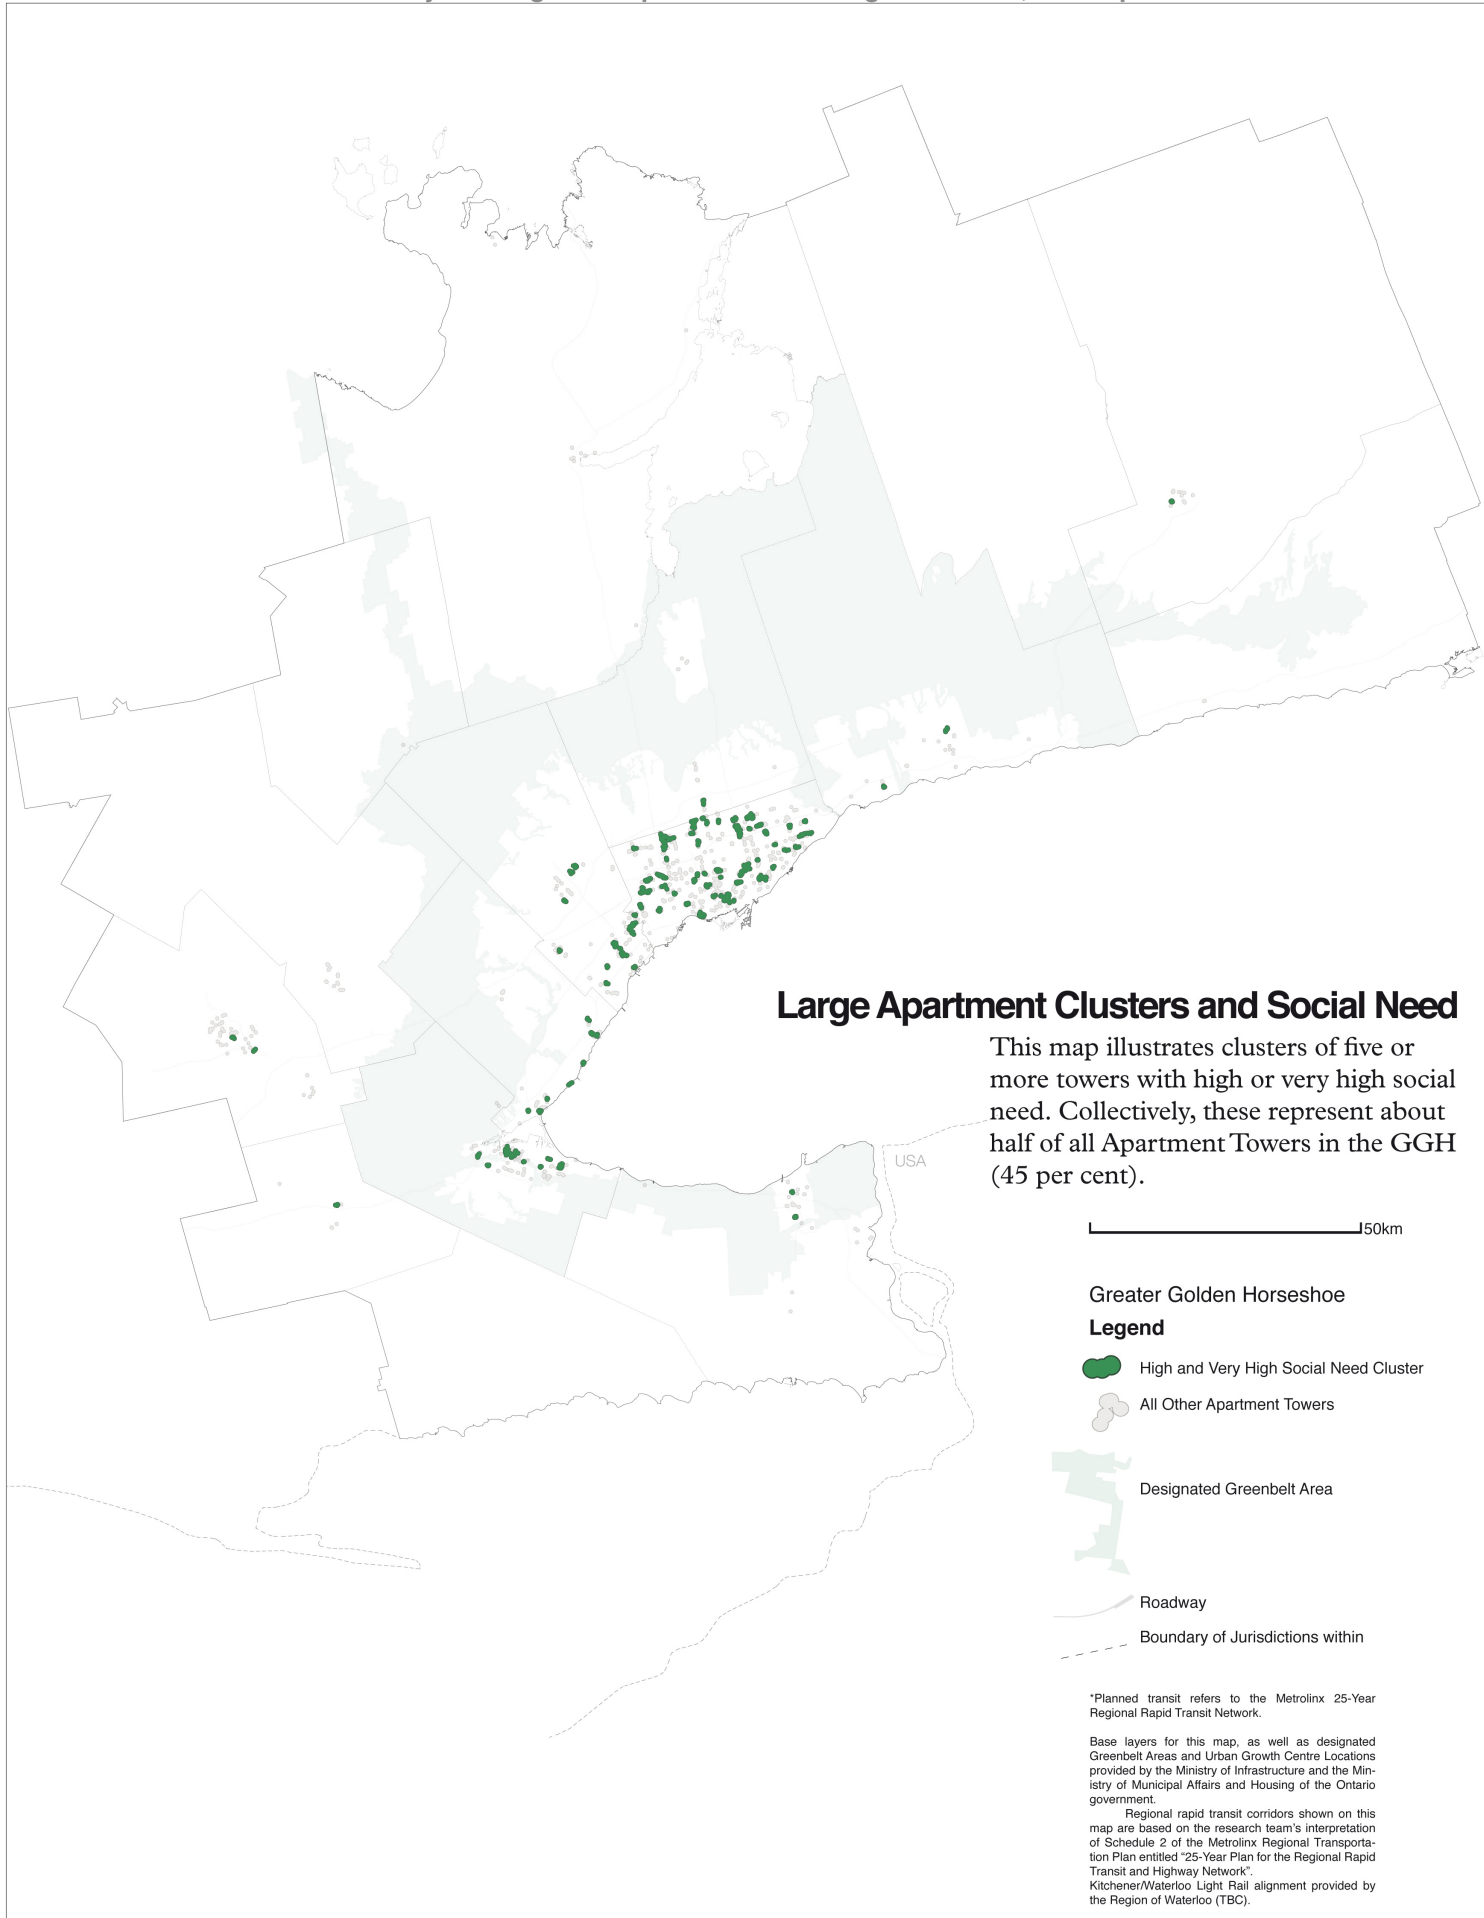 Large Apartment Clusters and Social Need
This map illustrates clusters of five or
more towers with high or very high social
need. Collectively, these represent about
half of all Apartment Towers in the GGH
(45 per cent).
USA
50km
Greater Golden Horseshoe
Legend
High and Very High Social Need Cluster
All Other Apartment Towers
Designated Greenbelt Area
Roadway
Boundary of Jurisdictions within
*Planned transit refers to the Metrolinx 25-Year
Regional Rapid Transit Network.
Base layers for this map, as well as designated
Greenbelt Areas and Urban Growth Centre Locations
provided by the Ministry of Infrastructure and the Min-
istry of Municipal Affairs and Housing of the Ontario
government.
Regional rapid transit corridors shown on this
map are based on the research team's interpretation
of Schedule 2 of the Metrolinx Regional Transporta-
tion Plan entitled “25-Year Plan for the Regional Rapid
Transit and Highway Network”.
Kitchener/Waterloo Light Rail alignment provided by
the Region of Waterloo (TBC).